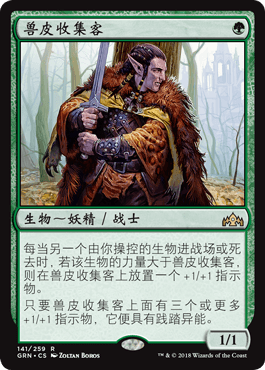 兽皮收集客
生物～妖精／战士
每当另一个由你操控的生物进战场或死
去时，若该生物的力量大于兽皮收集客，
则在兽皮收集客上放置一个 +1/+1 指示
物。
只要兽皮收集客上面有三个或更多
+1/+1 指示物，它便具有践踏异能。
1/1
141/259 R
GRN • CS ZOLTAN BOROS
™ & © 2018 Wizards of the Coast